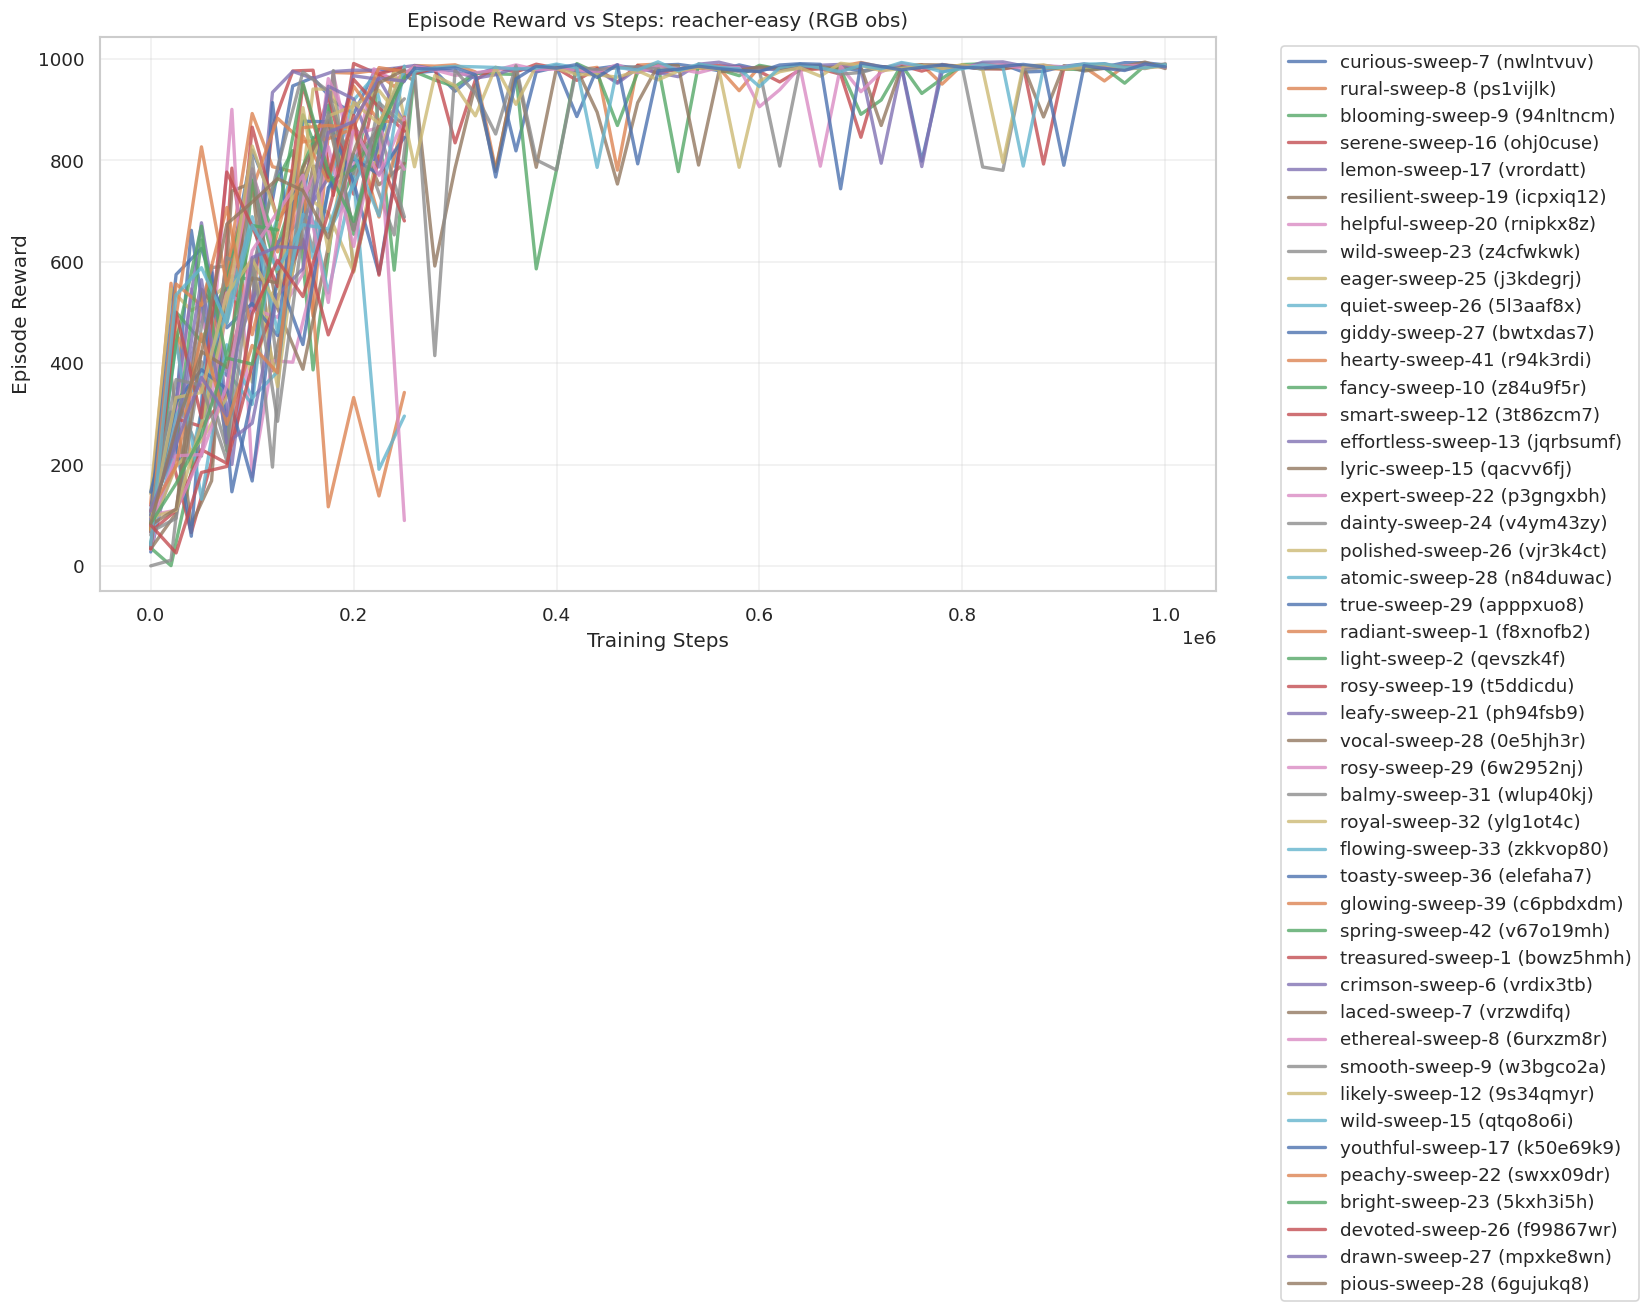 Episode Reward vs Steps: reacher-easy (RGB obs)
Episode Reward
1000
800
600
400
200
0
0.0
0.2
0.4
0.6
0.8
1.0
1e6
Training Steps
curious-sweep-7 (nwlntvuv)
rural-sweep-8 (ps1vijlk)
blooming-sweep-9 (94nltncm)
serene-sweep-16 (ohj0cuse)
lemon-sweep-17 (vrordatt)
resilient-sweep-19 (icpxiq12)
helpful-sweep-20 (rnipkx8z)
wild-sweep-23 (z4cfwkwk)
eager-sweep-25 (j3kdegrj)
quiet-sweep-26 (5l3aaf8x)
giddy-sweep-27 (bwtxdas7)
hearty-sweep-41 (r94k3rdi)
fancy-sweep-10 (z84u9f5r)
smart-sweep-12 (3t86zcm7)
effortless-sweep-13 (jqrbsumf)
lyric-sweep-15 (qacvv6fj)
expert-sweep-22 (p3gngxbh)
dainty-sweep-24 (v4ym43zy)
polished-sweep-26 (vjr3k4ct)
atomic-sweep-28 (n84duwac)
true-sweep-29 (apppxuo8)
radiant-sweep-1 (f8xnofb2)
light-sweep-2 (qevszk4f)
rosy-sweep-19 (t5ddicdu)
leafy-sweep-21 (ph94fsb9)
vocal-sweep-28 (0e5hjh3r)
rosy-sweep-29 (6w2952nj)
balmy-sweep-31 (wlup40kj)
royal-sweep-32 (ylg1ot4c)
flowing-sweep-33 (zkkvop80)
toasty-sweep-36 (elefaha7)
glowing-sweep-39 (c6pbdxdm)
spring-sweep-42 (v67o19mh)
treasured-sweep-1 (bowz5hmh)
crimson-sweep-6 (vrdix3tb)
laced-sweep-7 (vrzwdifq)
ethereal-sweep-8 (6urxzm8r)
smooth-sweep-9 (w3bgco2a)
likely-sweep-12 (9s34qmyr)
wild-sweep-15 (qtqo8o6i)
youthful-sweep-17 (k50e69k9)
peachy-sweep-22 (swxx09dr)
bright-sweep-23 (5kxh3i5h)
devoted-sweep-26 (f99867wr)
drawn-sweep-27 (mpxke8wn)
pious-sweep-28 (6gujukq8)